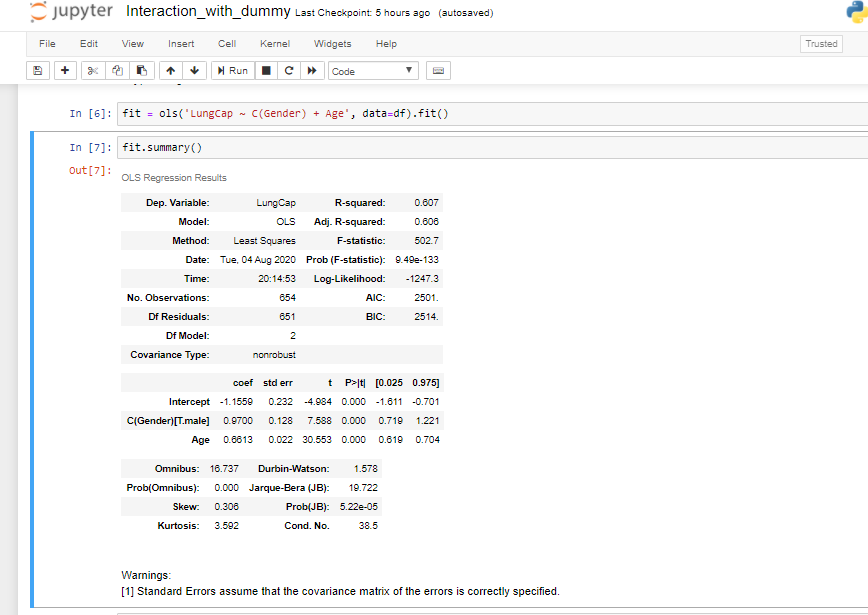 jupyter Interaction_with_dummy Last Checkpoint: 5 hours ago (autosaved)
File Edit View Insert Cell Kernel Widgets Help Trusted
Run Code
In [6]: fit = ols('LungCap ~ C(Gender) + Age', data=df).fit()
In [7]: fit.summary()
Out[7]: OLS Regression Results
Dep. Variable: LungCap R-squared: 0.607
Model: OLS Adj. R-squared: 0.606
Method: Least Squares F-statistic: 502.7
Date: Tue, 04 Aug 2020 Prob (F-statistic): 9.49e-133
Time: 20:14:53 Log-Likelihood: -1247.3
No. Observations: 654 AIC: 2501.
Df Residuals: 651 BIC: 2514.
Df Model: 2
Covariance Type: nonrobust
coef std err t P>|t| [0.025 0.975]
Intercept -1.1559 0.232 -4.984 0.000 -1.611 -0.701
C(Gender)[T.male] 0.9700 0.128 7.588 0.000 0.719 1.221
Age 0.6613 0.022 30.553 0.000 0.619 0.704
Omnibus: 16.737 Durbin-Watson: 1.578
Prob(Omnibus): 0.000 Jarque-Bera (JB): 19.722
Skew: 0.306 Prob(JB): 5.22e-05
Kurtosis: 3.592 Cond. No. 38.5
Warnings:
[1] Standard Errors assume that the covariance matrix of the errors is correctly specified.